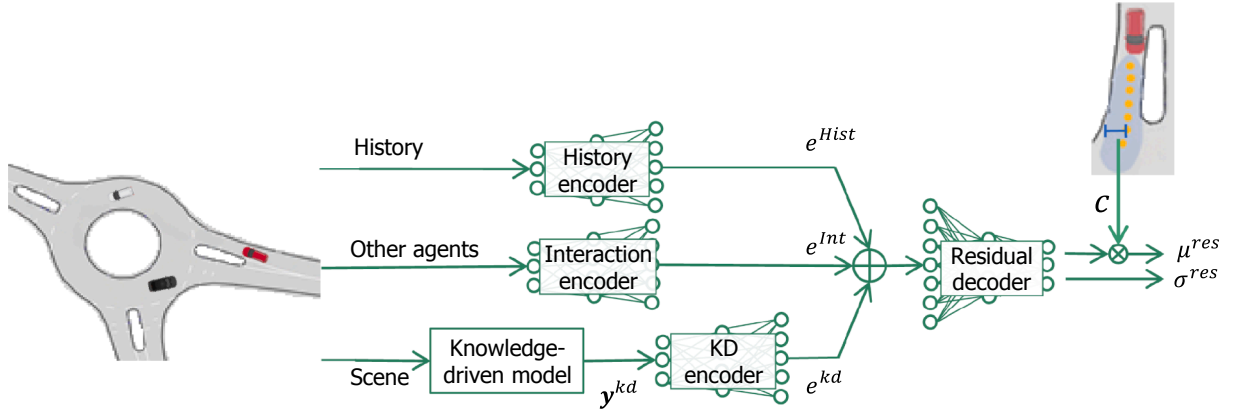 History
History
encoder
e^{Hist}
Other agents
Interaction
encoder
e^{Int}
Scene
Knowledge-
driven model
y^{kd}
KD
encoder
e^{kd}
Residual
decoder
C
μ^{res}
σ^{res}